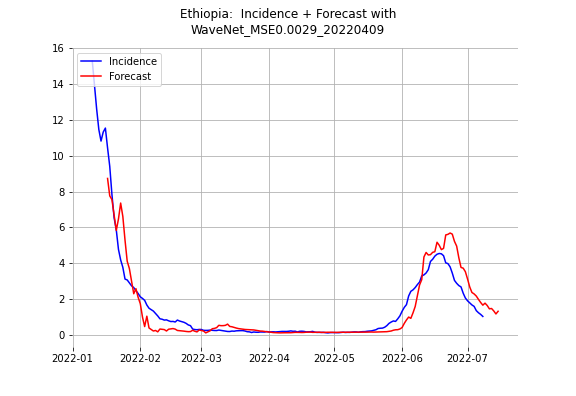 Ethiopia:  Incidence + Forecast with
WaveNet_MSE0.0029_20220409
16
14
12
10
8
6
4
2
0
Incidence
Forecast
2022-01 2022-02 2022-03 2022-04 2022-05 2022-06 2022-07